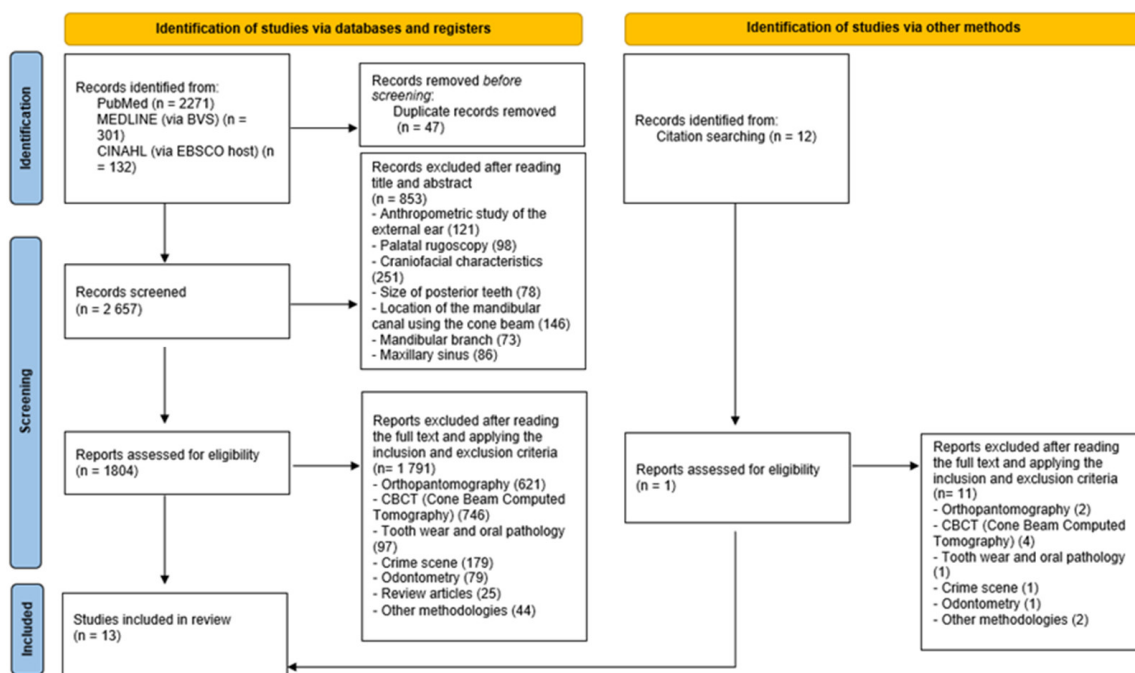 Identification of studies via databases and registers
Identification of studies via other methods
Identification
Records identified from:
PubMed (n = 2271)
MEDLINE (via BVS) (n =
301)
CINAHL (via EBSCO host) (n
= 132)
Records removed before
screening:
Duplicate records removed
(n = 47)
Records identified from:
Citation searching (n = 12)
Screening
Records screened
(n = 2 657)
Records excluded after reading
title and abstract
(n = 853)
- Anthropometric study of the
external ear (121)
- Palatal rugoscopy (98)
- Craniofacial characteristics
(251)
- Size of posterior teeth (78)
- Location of the mandibular
canal using the cone beam (146)
- Mandibular branch (73)
- Maxillary sinus (86)
Reports assessed for eligibility
(n = 1804)
Reports excluded after reading
the full text and applying the
inclusion and exclusion criteria
(n= 1 791)
- Orthopantomography (621)
- CBCT (Cone Beam Computed
Tomography) (746)
- Tooth wear and oral pathology
(97)
- Crime scene (179)
- Odontometry (79)
- Review articles (25)
- Other methodologies (44)
Reports assessed for eligibility
(n = 1)
Reports excluded after reading
the full text and applying the
inclusion and exclusion criteria
(n= 11)
- Orthopantomography (2)
- CBCT (Cone Beam Computed
Tomography) (4)
- Tooth wear and oral pathology
(1)
- Crime scene (1)
- Odontometry (1)
- Other methodologies (2)
Included
Studies included in review
(n = 13)